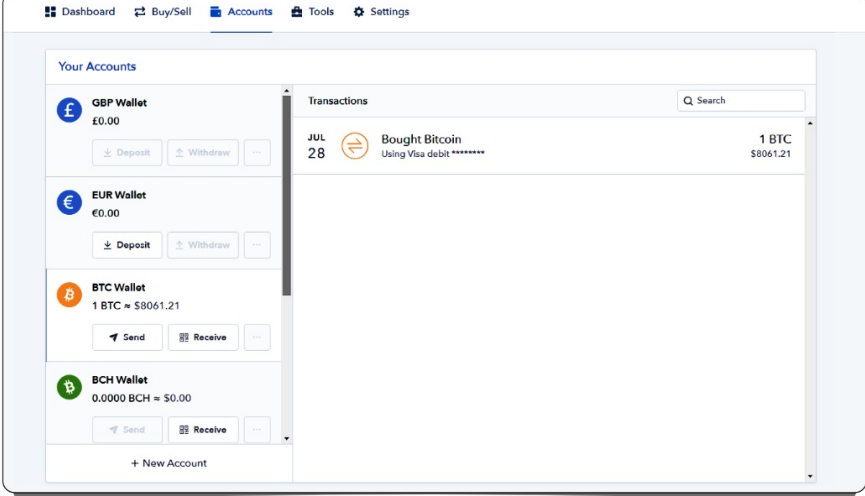 Dashboard Buy/Sell Accounts Tools Settings
Your Accounts
GBP Wallet
£0.00
Deposit Withdraw ...
EUR Wallet
€0.00
Deposit Withdraw ...
BTC Wallet
1 BTC ≈ $8061.21
Send Receive ...
BCH Wallet
0.0000 BCH ≈ $0.00
Send Receive ...
+ New Account
Transactions Search
JUL
28
Bought Bitcoin 1 BTC
Using Visa debit ******** $8061.21